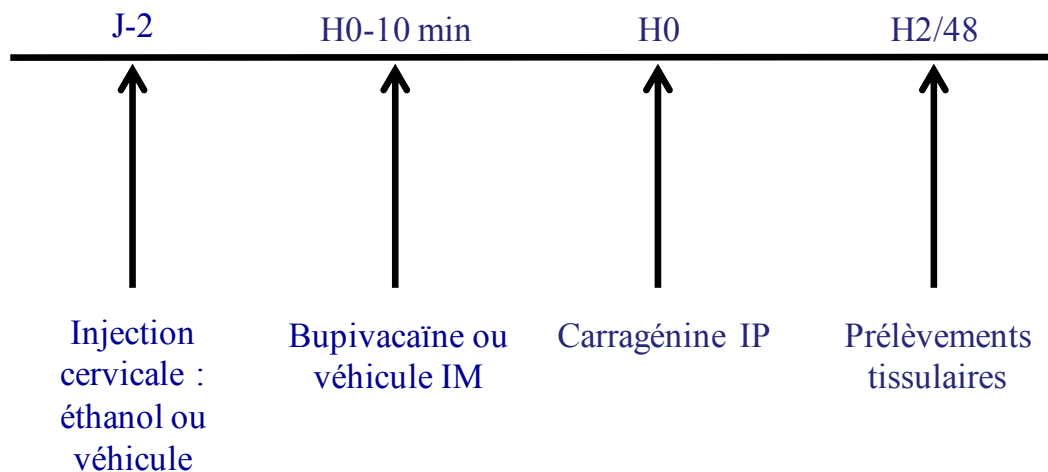 J-2
H0-10 min
H0
H2/48
Injection
cervicale :
éthanol ou
véhicule
Bupivacaïne ou
véhicule IM
Carragénine IP
Prélèvements
tissulaires